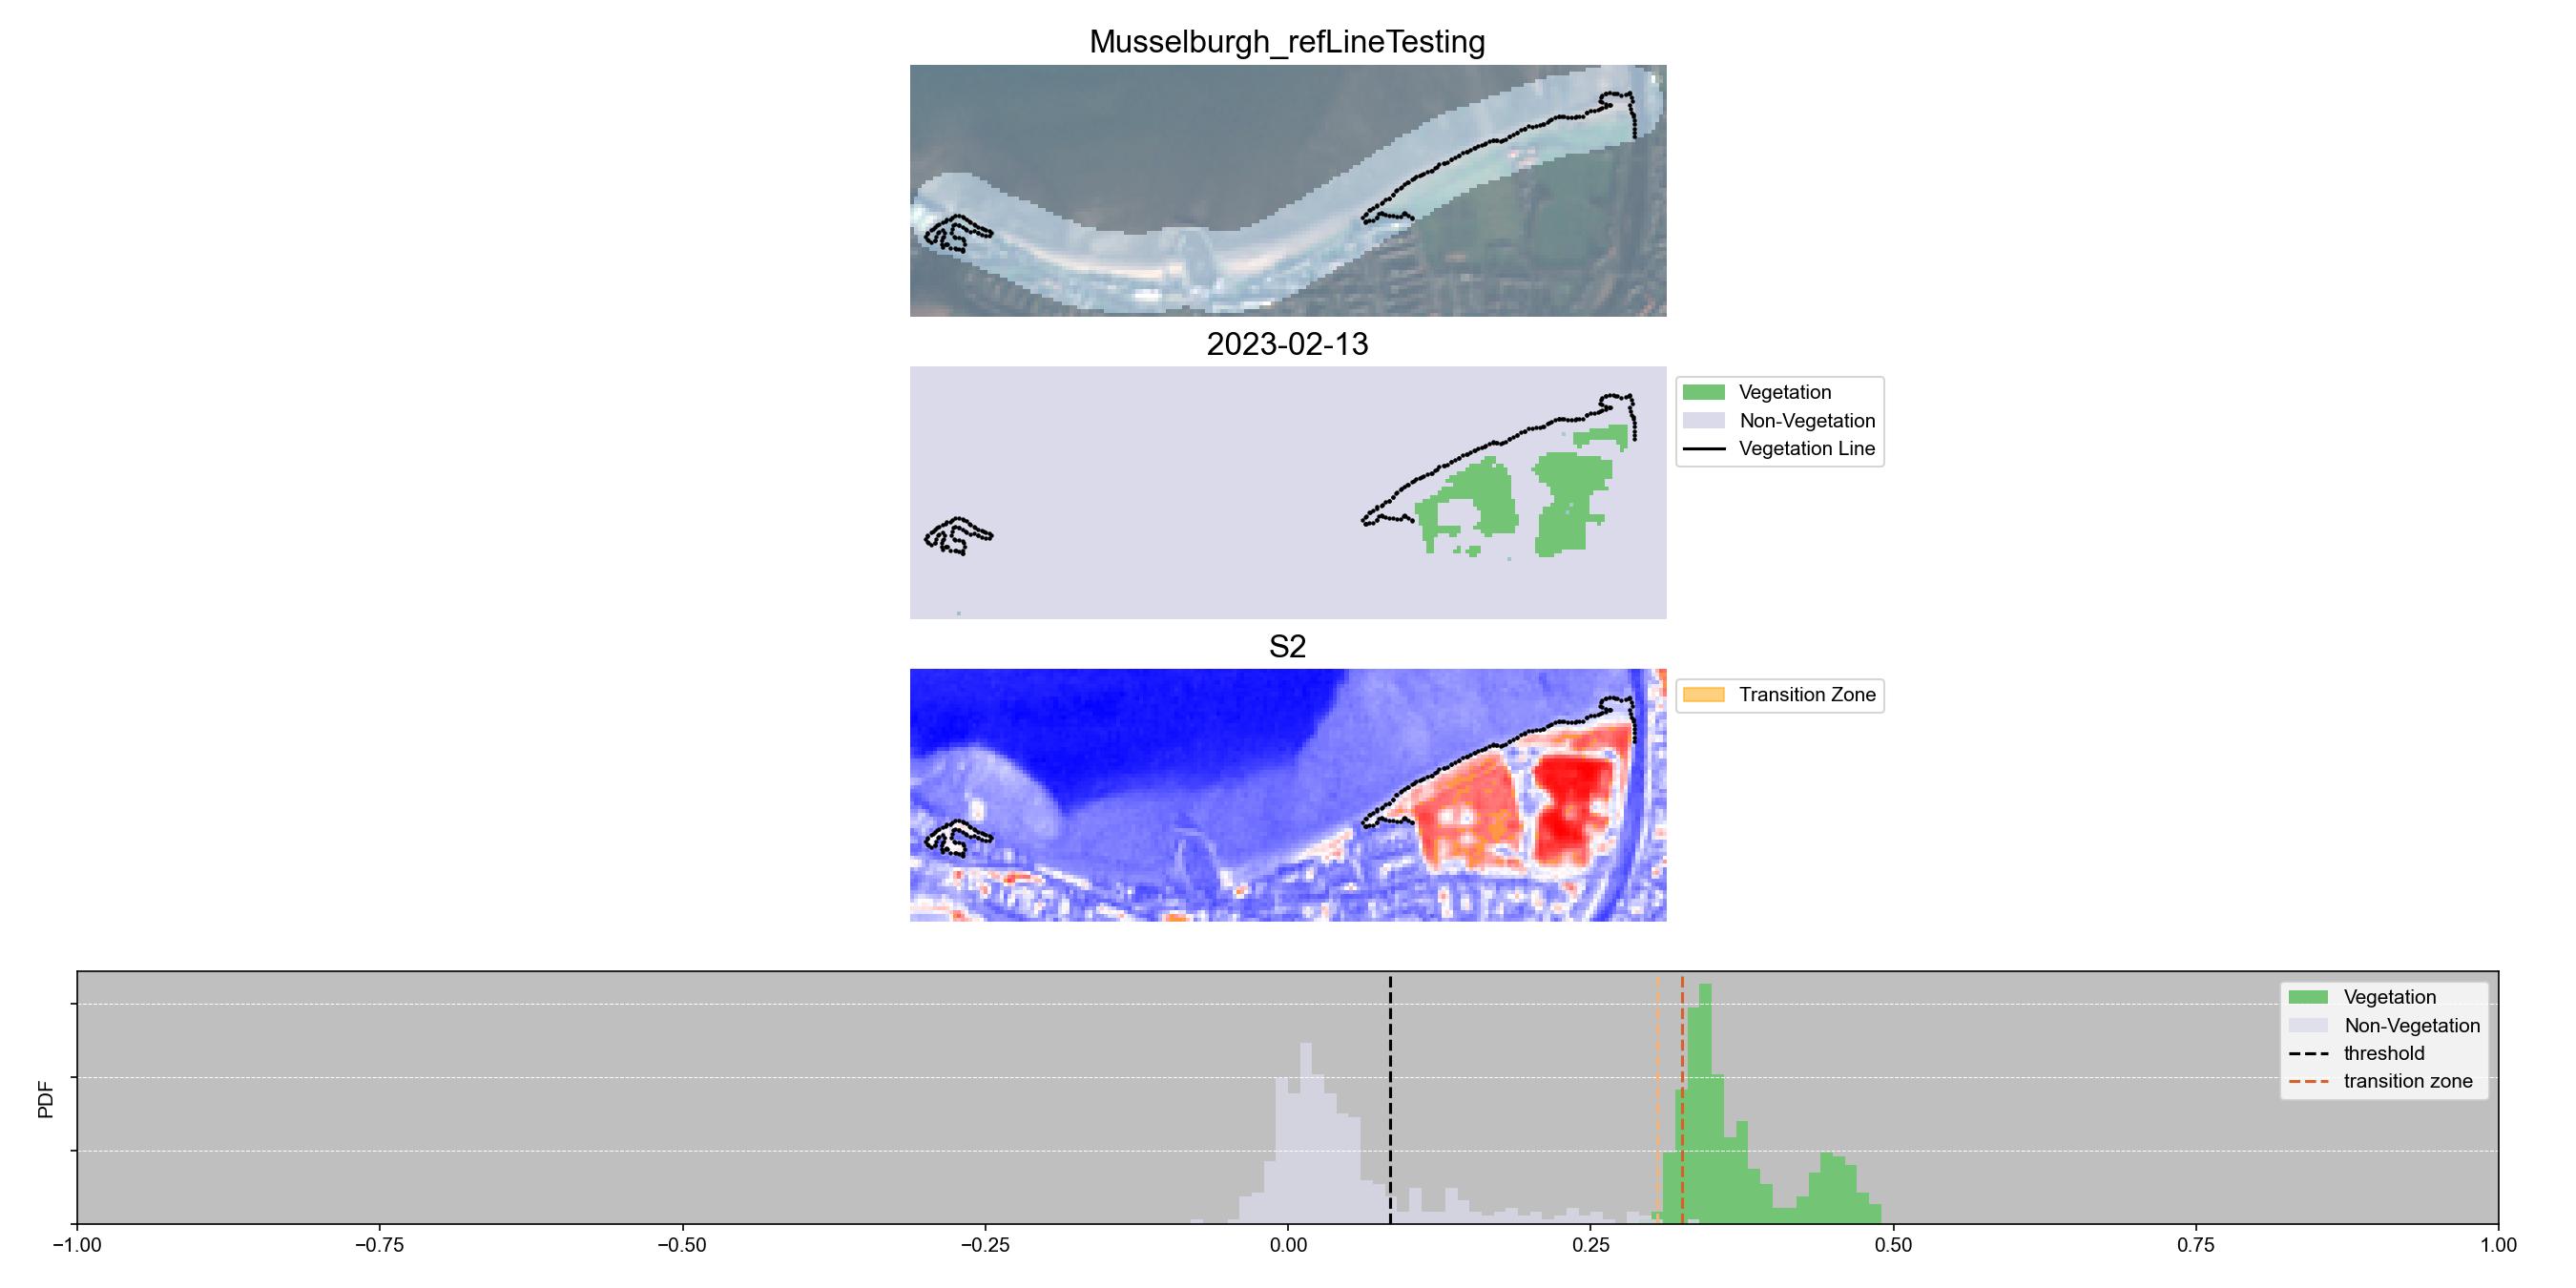 Musselburgh_refLineTesting
2023-02-13
Vegetation
Non-Vegetation
Vegetation Line
S2
Transition Zone
PDF
Vegetation
Non-Vegetation
threshold
transition zone
−1.00 −0.75 −0.50 −0.25 0.00 0.25 0.50 0.75 1.00